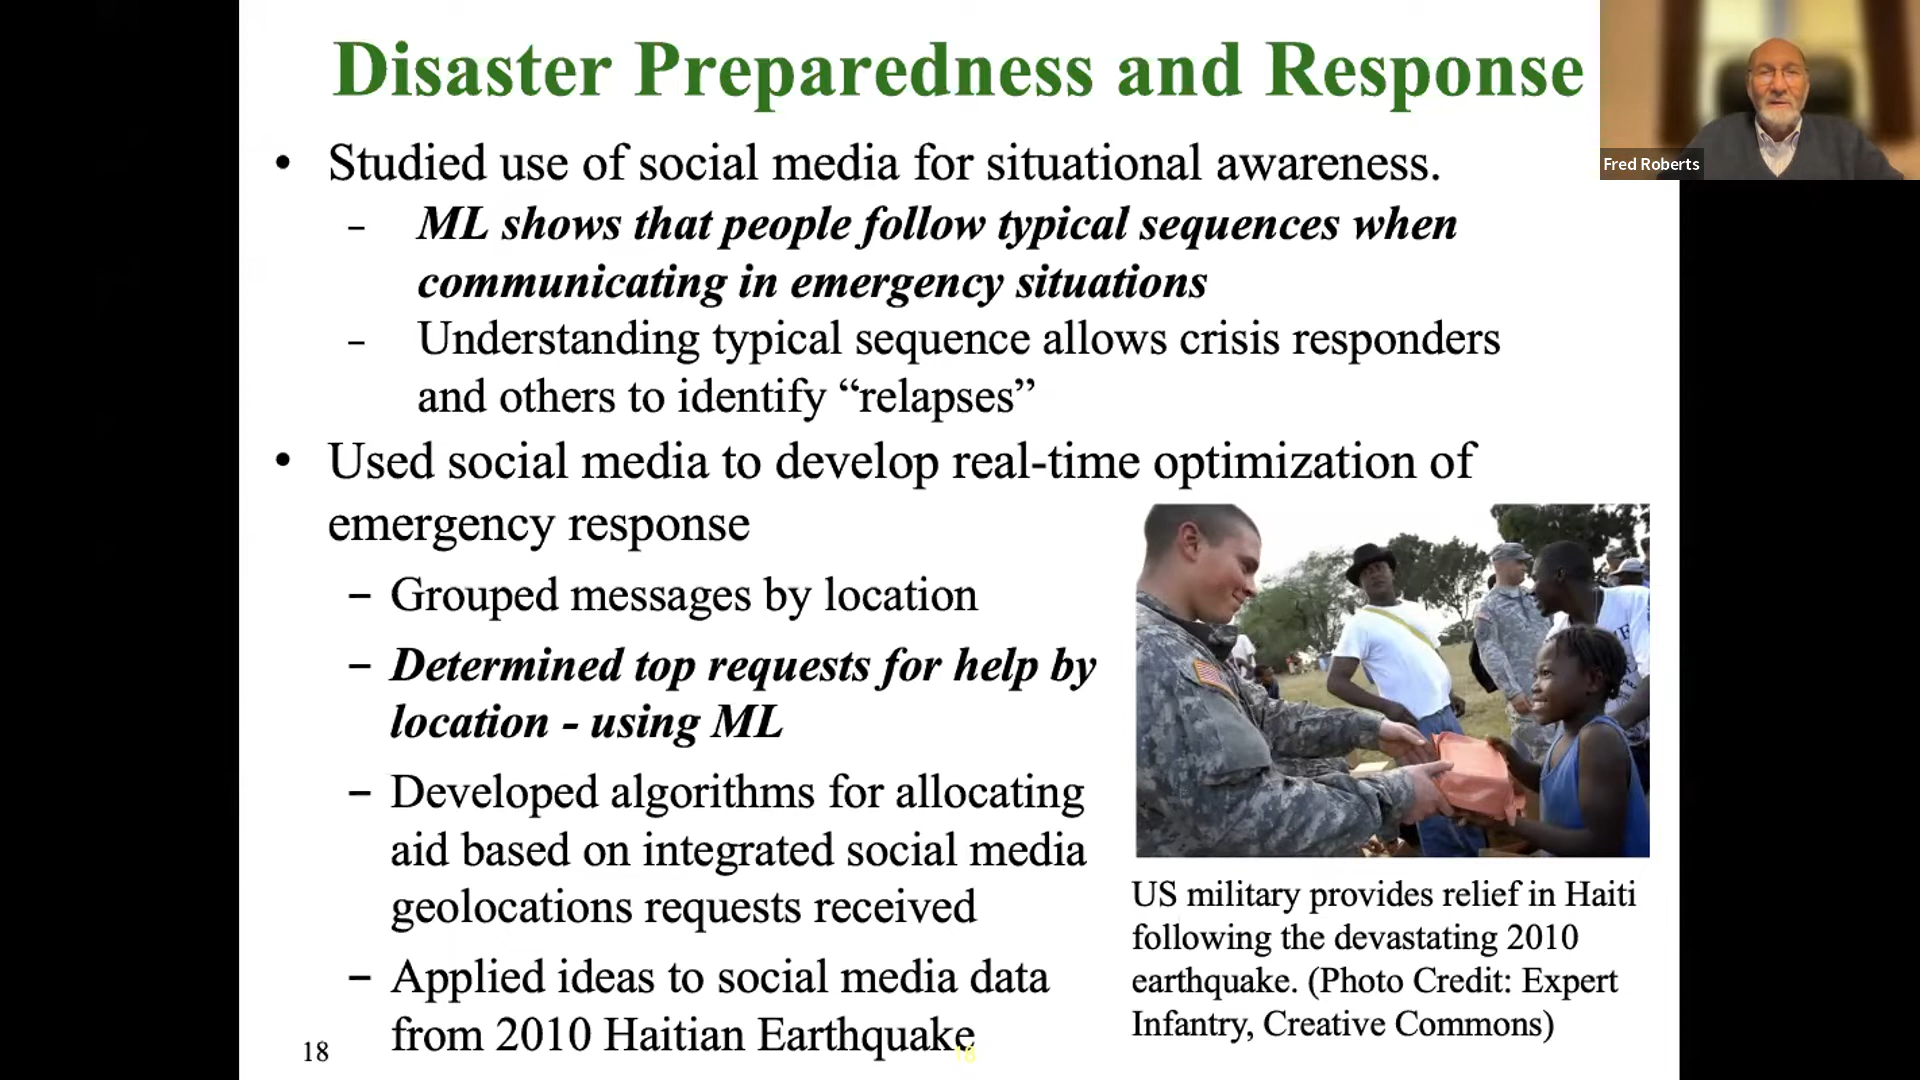 Disaster Preparedness and Response
Fred Roberts
• Studied use of social media for situational awareness.
– ML shows that people follow typical sequences when
communicating in emergency situations
– Understanding typical sequence allows crisis responders
and others to identify “relapses”
• Used social media to develop real-time optimization of
emergency response
– Grouped messages by location
– Determined top requests for help by
location - using ML
– Developed algorithms for allocating
aid based on integrated social media
geolocations requests received
– Applied ideas to social media data
from 2010 Haitian Earthquake
US military provides relief in Haiti
following the devastating 2010
earthquake. (Photo Credit: Expert
Infantry, Creative Commons)
18
18